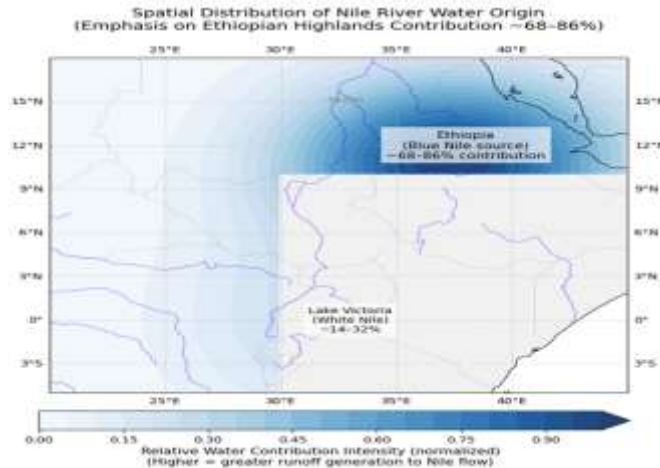 Spatial Distribution of Nile River Water Origin
(Emphasis on Ethiopian Highlands Contribution ~68–86%)
25°E 30°E 35°E 40°E
15°N 15°N
12°N 12°N
9°N 9°N
6°N 6°N
3°N 3°N
0° 0°
3°S 3°S
Ethiopia
(Blue Nile source)
~68–86% contribution
Lake Victoria
(White Nile)
~14–32%
25°E 30°E 35°E 40°E
0.00 0.15 0.30 0.45 0.60 0.75 0.90
Relative Water Contribution Intensity (normalized)
(Higher = greater runoff generation to Nile flow)